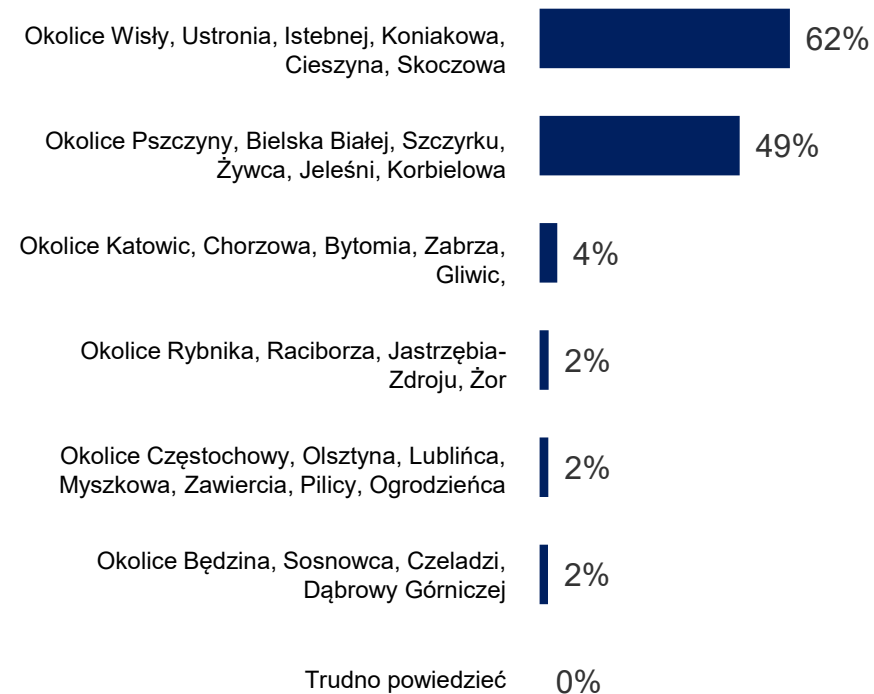 Okolice Wisły, Ustronia, Istebnej, Koniakowa,
Cieszyna, Skoczowa
62%
Okolice Pszczyny, Bielska Białej, Szczyrku,
Żywca, Jeleśni, Korbielowa
49%
Okolice Katowic, Chorzowa, Bytomia, Zabrza,
Gliwic,
4%
Okolice Rybnika, Raciborza, Jastrzębia-
Zdroju, Żor
2%
Okolice Częstochowy, Olsztyna, Lublińca,
Myszkowa, Zawiercia, Pilicy, Ogrodzieńca
2%
Okolice Będzina, Sosnowca, Czeladzi,
Dąbrowy Górniczej
2%
Trudno powiedzieć
0%